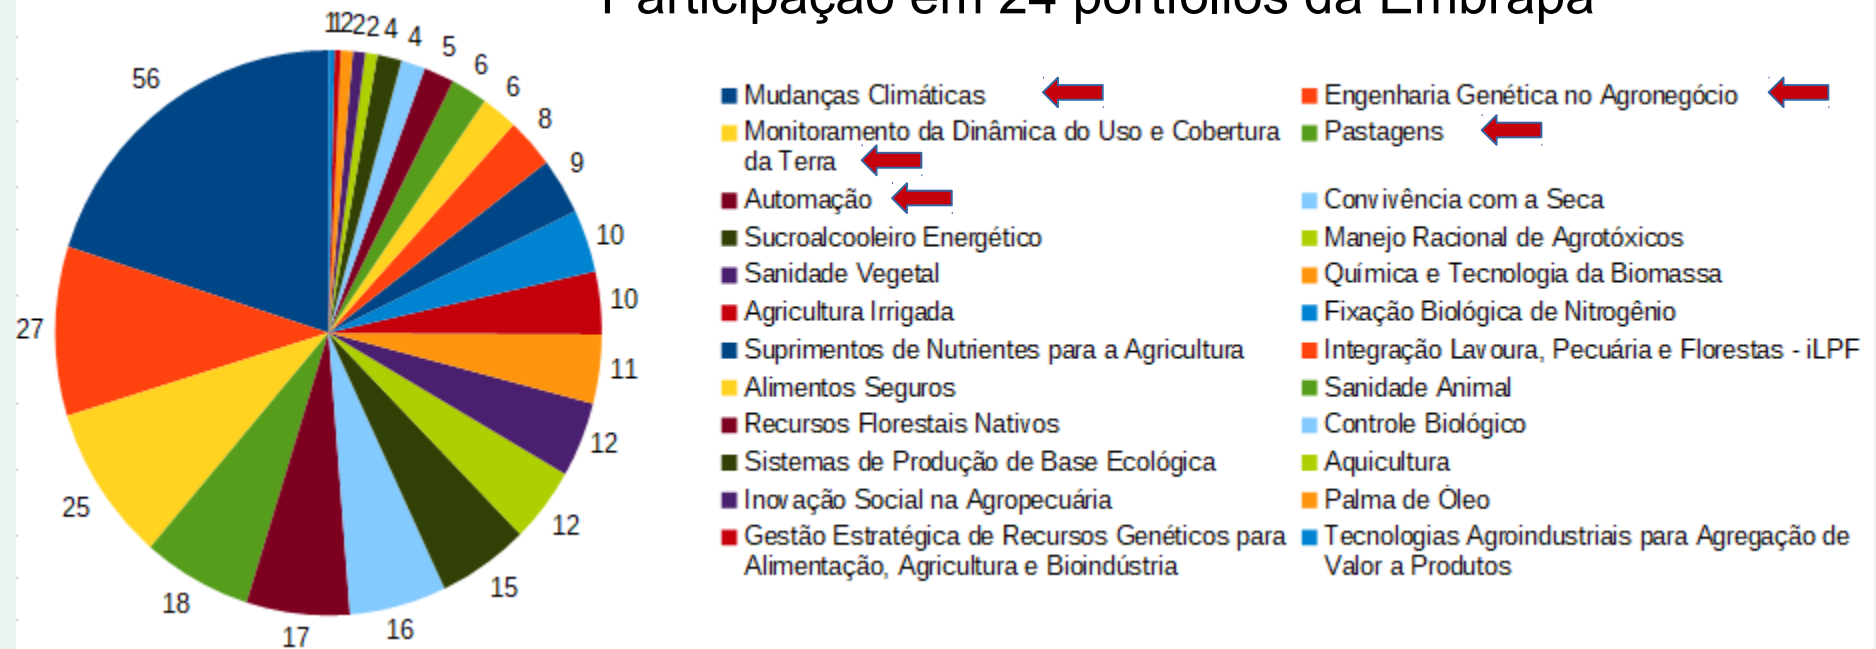 Participação em 24 portfólios da Embrapa
1 1 2 2 2 4 4 5 6 6 8 9 10 10 11 12 12 15 16 17 18 25 27 56
Mudanças Climáticas
Engenharia Genética no Agronegócio
Monitoramento da Dinâmica do Uso e Cobertura
da Terra
Pastagens
Automação
Convivência com a Seca
Sucroalcooleiro Energético
Manejo Racional de Agrotóxicos
Sanidade Vegetal
Química e Tecnologia da Biomassa
Agricultura Irrigada
Fixação Biológica de Nitrogênio
Suprimentos de Nutrientes para a Agricultura
Integração Lavoura, Pecuária e Florestas - iLPF
Alimentos Seguros
Sanidade Animal
Recursos Florestais Nativos
Controle Biológico
Sistemas de Produção de Base Ecológica
Aquicultura
Inovação Social na Agropecuária
Palma de Óleo
Gestão Estratégica de Recursos Genéticos para
Alimentação, Agricultura e Bioindústria
Tecnologias Agroindustriais para Agregação de
Valor a Produtos